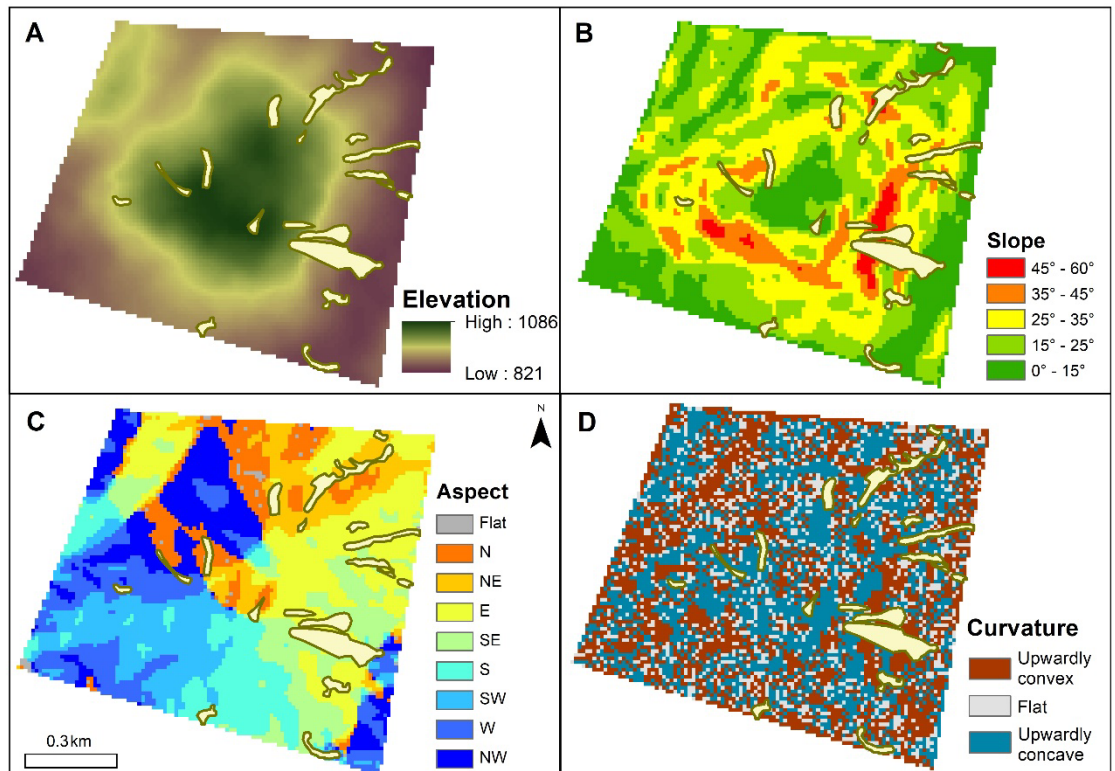 A
Elevation
High : 1086
Low : 821
B
Slope
45° - 60°
35° - 45°
25° - 35°
15° - 25°
0° - 15°
C
N
Aspect
Flat
N
NE
E
SE
S
SW
W
NW
0.3km
D
Curvature
Upwardly
convex
Flat
Upwardly
concave